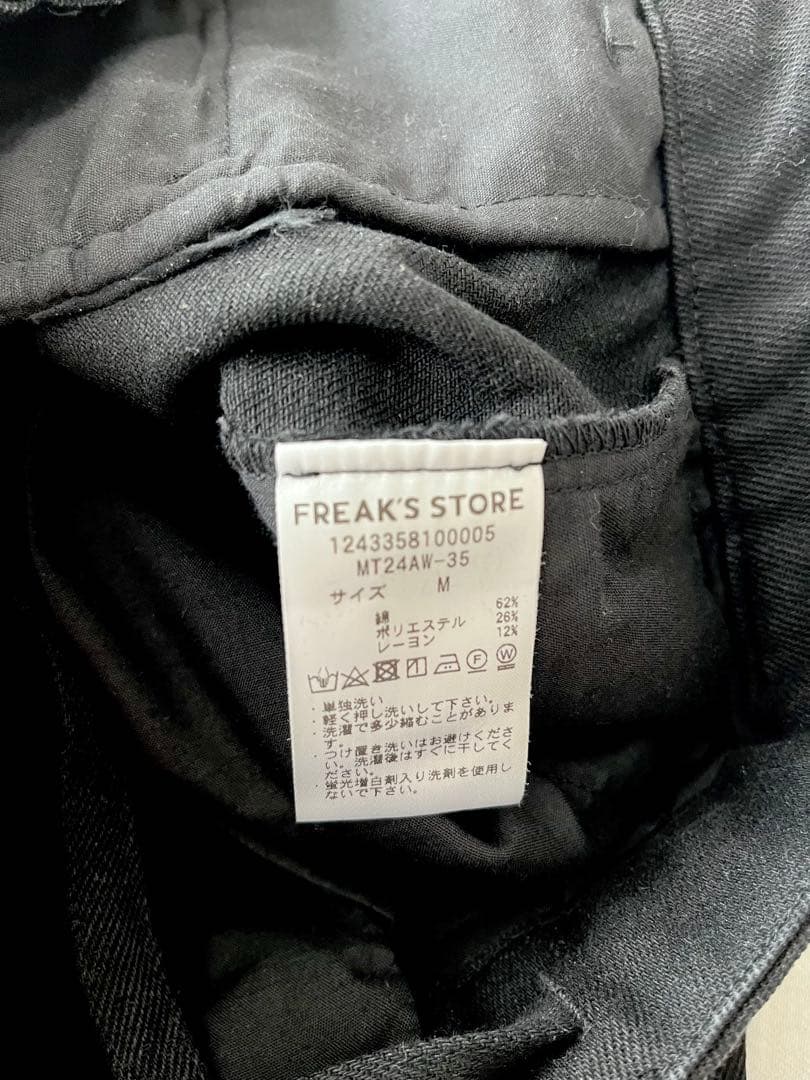 FREAK'S STORE
1243358100005
MT24AW-35
サイズ M
綿 62%
ポリエステル 26%
レーヨン 12%
F W
・単独洗い
・軽く押し洗いして下さい。
・洗濯で多少縮むことがありま
す。
・つけ置き洗いはお避けくださ
い。洗濯後はすぐに干してく
ださい。
・蛍光増白剤入り洗剤を使用し
ないで下さい。